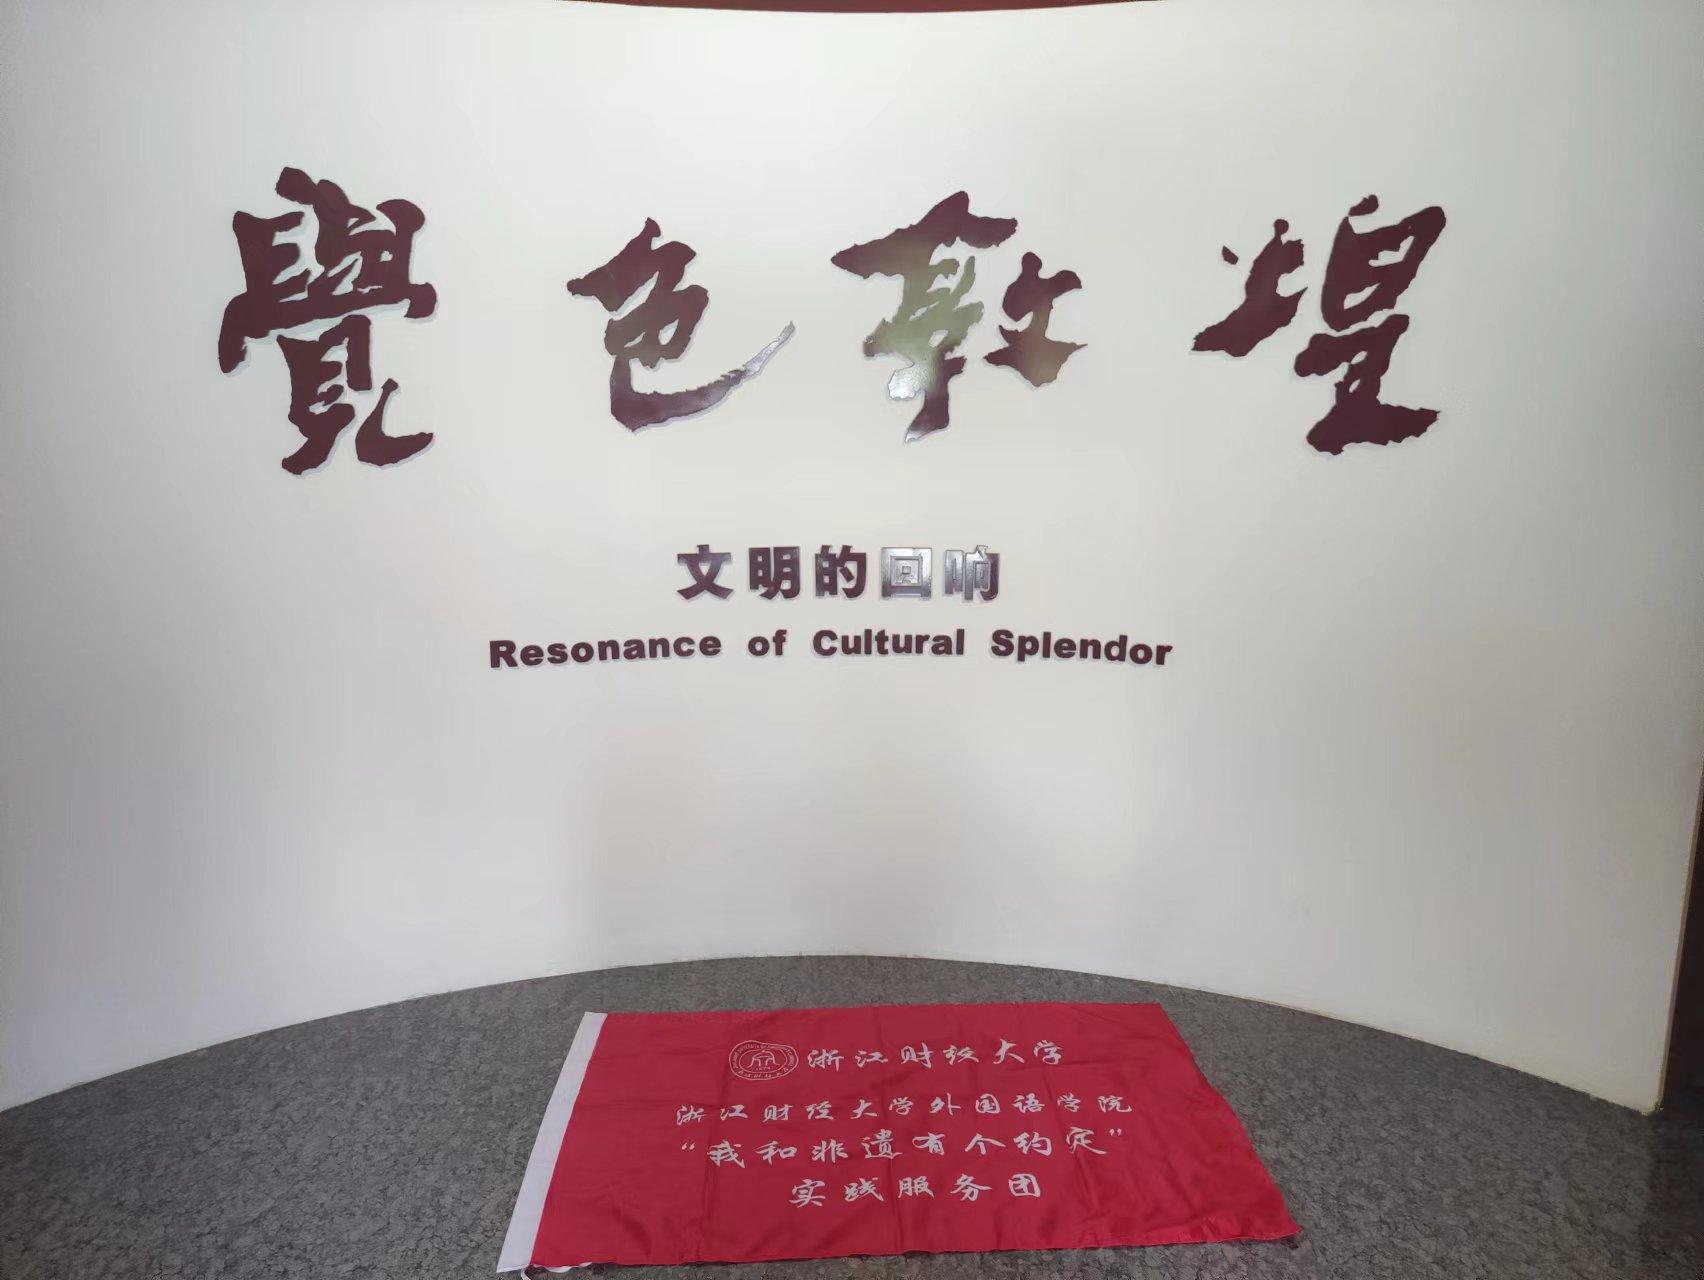 覺色敦煌
文明的回响
Resonance of Cultural Splendor
浙江财经大学
浙江财经大学外国语学院
“我和非遗有个约定”
实践服务团